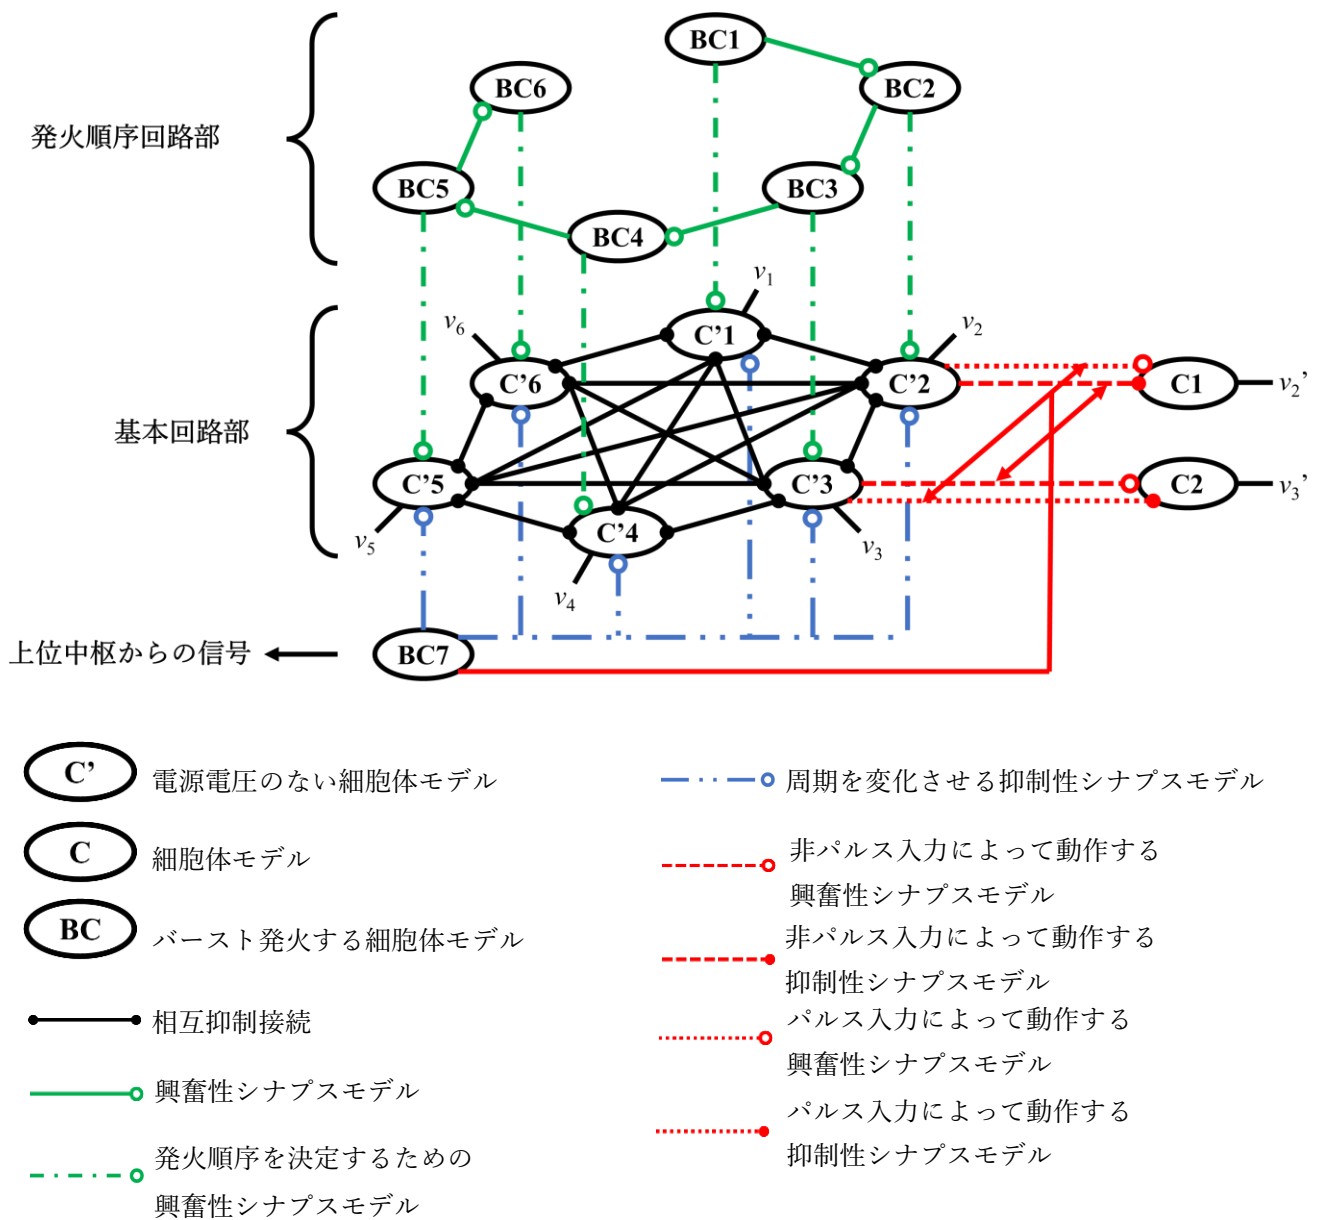 発火順序回路部
BC1
BC2
BC6
BC5
BC3
BC4
基本回路部
v1
v6
v2
C'1
C'6
C'2
C1
v2'
C'5
C'3
C2
v3'
C'4
v5
v3
v4
上位中枢からの信号
BC7
C'
電源電圧のない細胞体モデル
C
細胞体モデル
BC
バースト発火する細胞体モデル
相互抑制接続
興奮性シナプスモデル
発火順序を決定するための
興奮性シナプスモデル
周期を変化させる抑制性シナプスモデル
非パルス入力によって動作する
興奮性シナプスモデル
非パルス入力によって動作する
抑制性シナプスモデル
パルス入力によって動作する
興奮性シナプスモデル
パルス入力によって動作する
抑制性シナプスモデル